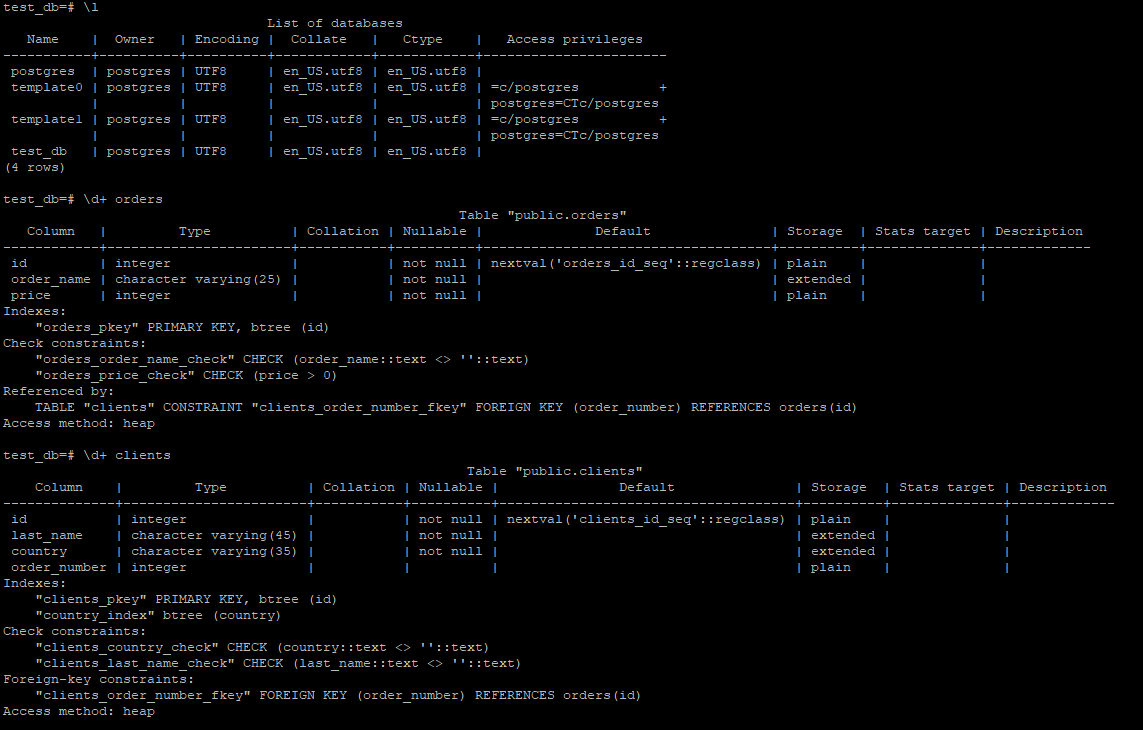 test_db=# \l
                                 List of databases
   Name    |  Owner   | Encoding |  Collate   |   Ctype    |   Access privileges
-----------+----------+----------+------------+------------+-----------------------
 postgres  | postgres | UTF8     | en_US.utf8 | en_US.utf8 |
 template0 | postgres | UTF8     | en_US.utf8 | en_US.utf8 | =c/postgres          +
           |          |          |            |            | postgres=CTc/postgres
 template1 | postgres | UTF8     | en_US.utf8 | en_US.utf8 | =c/postgres          +
           |          |          |            |            | postgres=CTc/postgres
 test_db   | postgres | UTF8     | en_US.utf8 | en_US.utf8 |
(4 rows)

test_db=# \d+ orders
                                                         Table "public.orders"
   Column   |         Type          | Collation | Nullable |              Default               | Storage  | Stats target | Description
------------+-----------------------+-----------+----------+------------------------------------+----------+--------------+-------------
 id         | integer               |           | not null | nextval('orders_id_seq'::regclass) | plain    |              |
 order_name | character varying(25) |           | not null |                                    | extended |              |
 price      | integer               |           | not null |                                    | plain    |              |
Indexes:
    "orders_pkey" PRIMARY KEY, btree (id)
Check constraints:
    "orders_order_name_check" CHECK (order_name::text <> ''::text)
    "orders_price_check" CHECK (price > 0)
Referenced by:
    TABLE "clients" CONSTRAINT "clients_order_number_fkey" FOREIGN KEY (order_number) REFERENCES orders(id)
Access method: heap

test_db=# \d+ clients
                                                          Table "public.clients"
    Column    |         Type          | Collation | Nullable |               Default               | Storage  | Stats target | Description
--------------+-----------------------+-----------+----------+-------------------------------------+----------+--------------+-------------
 id           | integer               |           | not null | nextval('clients_id_seq'::regclass) | plain    |              |
 last_name    | character varying(45) |           | not null |                                     | extended |              |
 country      | character varying(35) |           | not null |                                     | extended |              |
 order_number | integer               |           |          |                                     | plain    |              |
Indexes:
    "clients_pkey" PRIMARY KEY, btree (id)
    "country_index" btree (country)
Check constraints:
    "clients_country_check" CHECK (country::text <> ''::text)
    "clients_last_name_check" CHECK (last_name::text <> ''::text)
Foreign-key constraints:
    "clients_order_number_fkey" FOREIGN KEY (order_number) REFERENCES orders(id)
Access method: heap